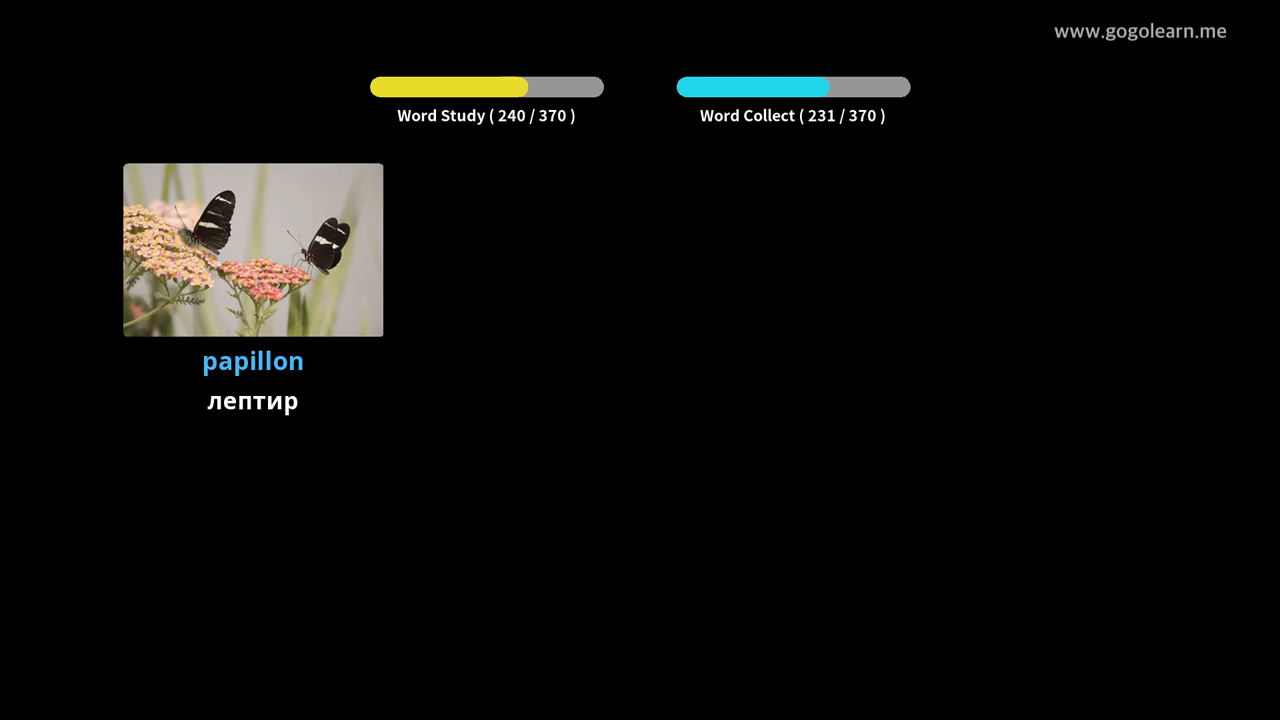 www.gogolearn.me
Word Study ( 240 / 370 )
Word Collect ( 231 / 370 )
papillon
лептир